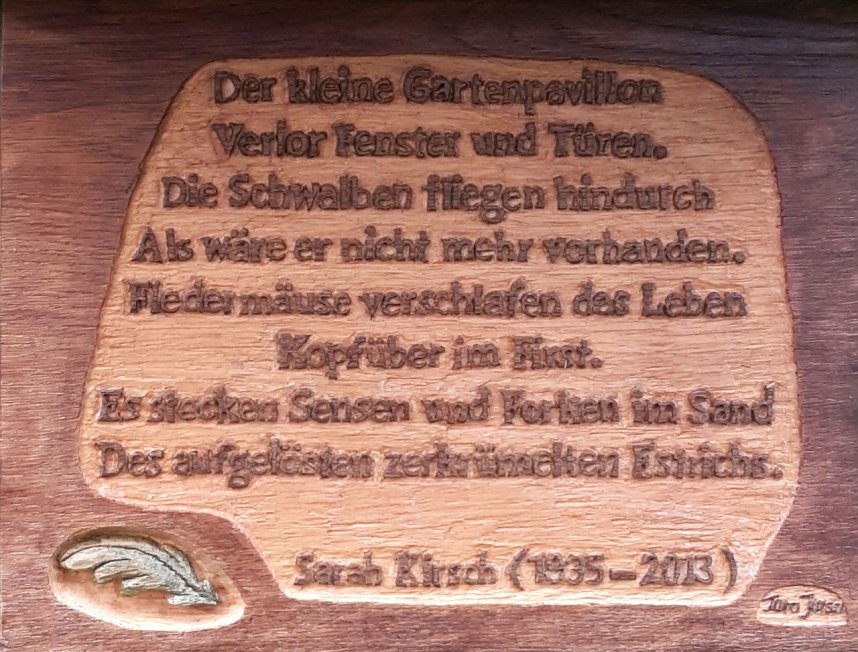 Der kleine Gartenpavillon
Verlor Fenster und Türen.
Die Schwalben fliegen hindurch
Als wäre er nicht mehr vorhanden.
Fledermäuse verschlafen das Leben
Kopfüber im First.
Es stecken Sensen und Forken im Sand
Des aufgelösten zerkrümelten Estrichs.
Sarah Kirsch (1935-2013)